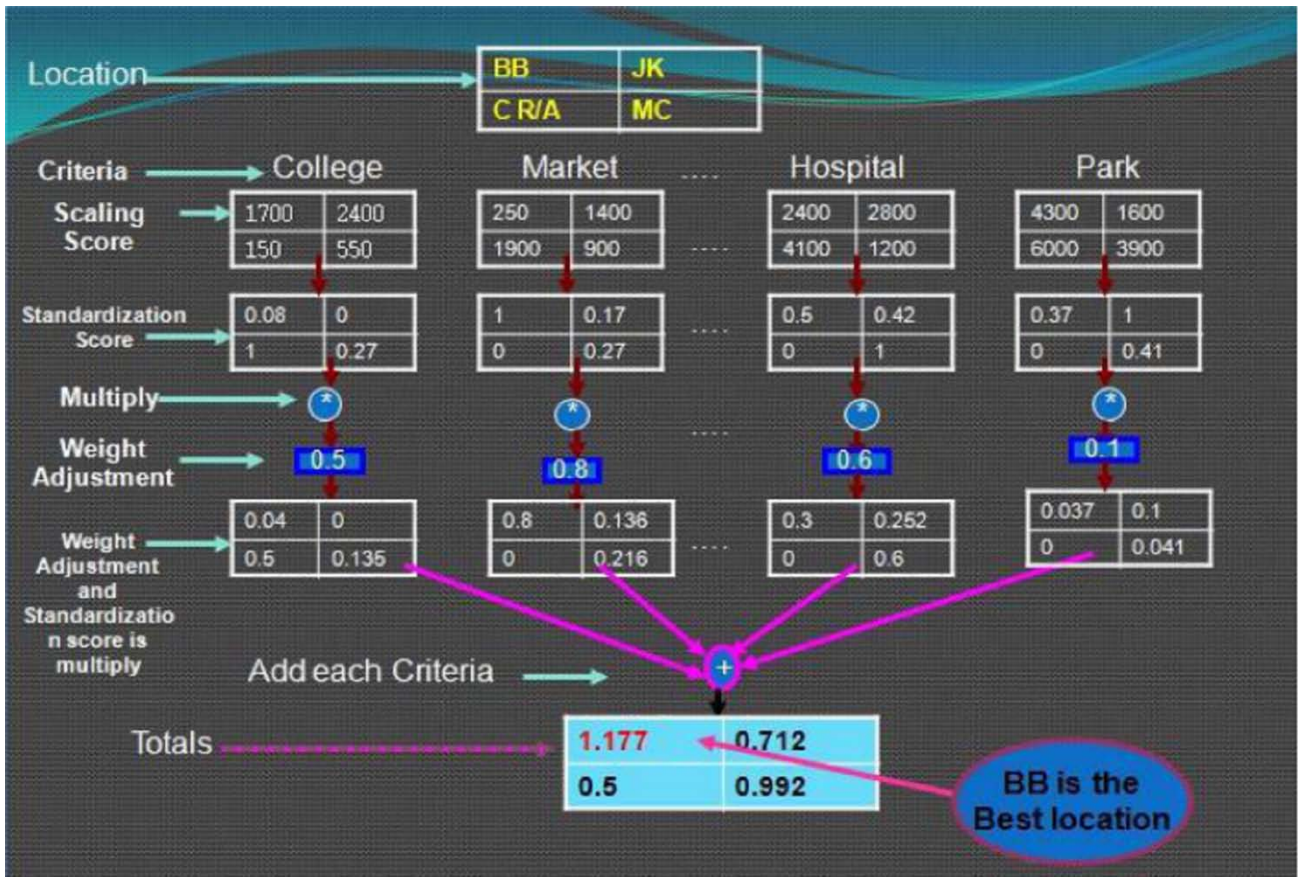 Location
BB JK
C R/A MC
Criteria College Market .... Hospital Park
Scaling
Score
1700 2400 250 1400 2400 2800 4300 1600
150 550 1900 900 .... 4100 1200 6000 3900
Standardization
Score
0.08 0 1 0.17 0.5 0.42 0.37 1
1 0.27 0 0.27 .... 0 1 0 0.41
Multiply * * * *
Weight
Adjustment
0.5 0.8 .... 0.6 0.1
0.04 0 0.8 0.136 0.3 0.252 0.037 0.1
0.5 0.135 0 0.216 .... 0 0.6 0 0.041
Weight
Adjustment
and
Standardizatio
n score is
multiply
Add each Criteria +
Totals
1.177 0.712
0.5 0.992
BB is the
Best location